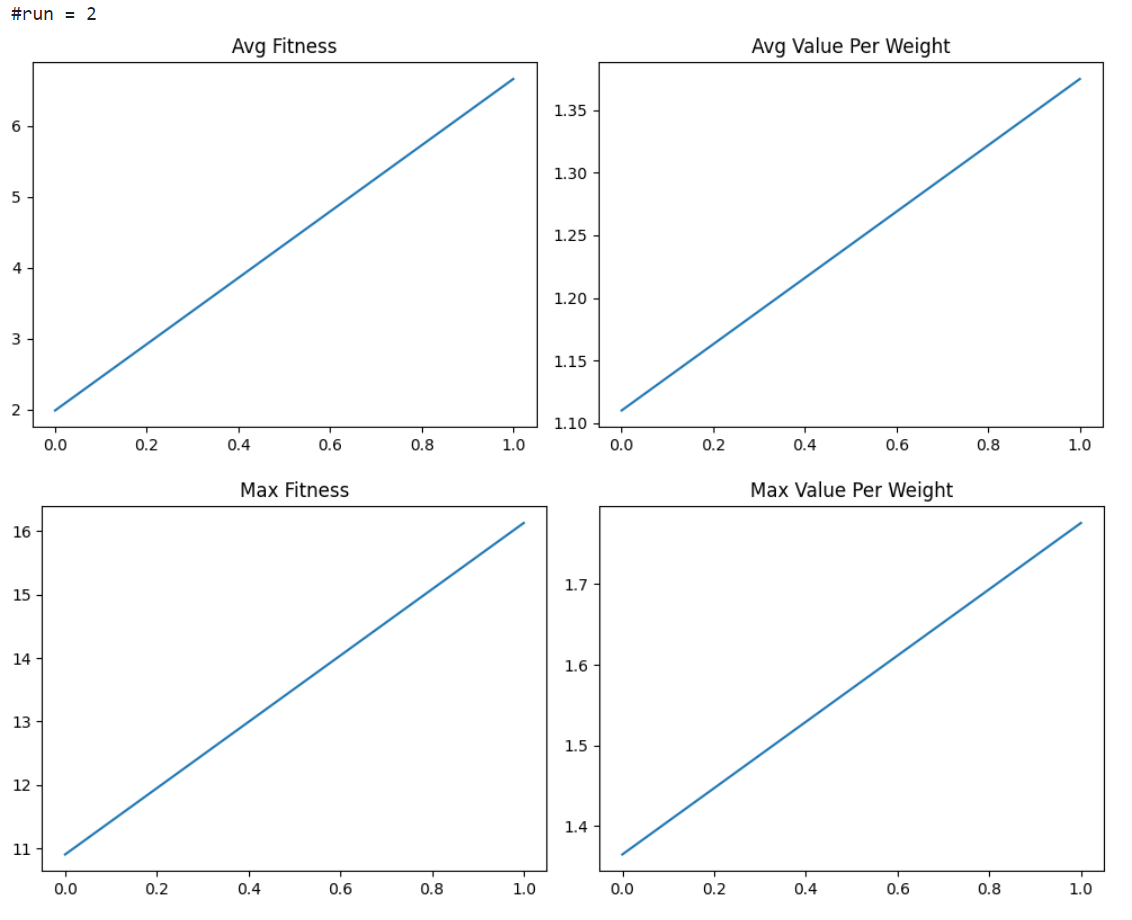 #run = 2
Avg Fitness
6
5
4
3
2
0.0 0.2 0.4 0.6 0.8 1.0
Avg Value Per Weight
1.35
1.30
1.25
1.20
1.15
1.10
0.0 0.2 0.4 0.6 0.8 1.0
Max Fitness
16
15
14
13
12
11
0.0 0.2 0.4 0.6 0.8 1.0
Max Value Per Weight
1.7
1.6
1.5
1.4
0.0 0.2 0.4 0.6 0.8 1.0